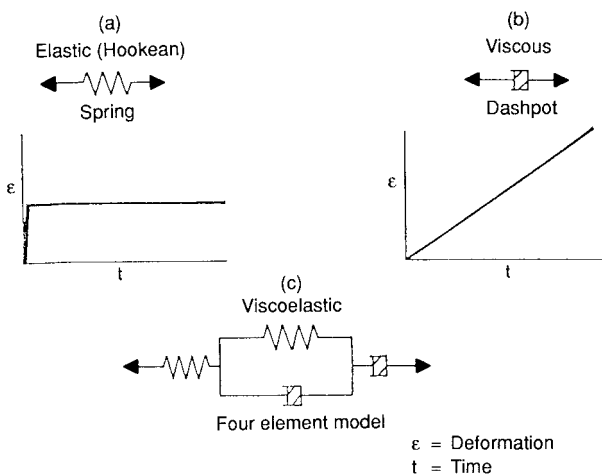 (a)
Elastic (Hookean)
Spring
ε
t
(b)
Viscous
Dashpot
ε
t
(c)
Viscoelastic
Four element model
ε = Deformation
t = Time